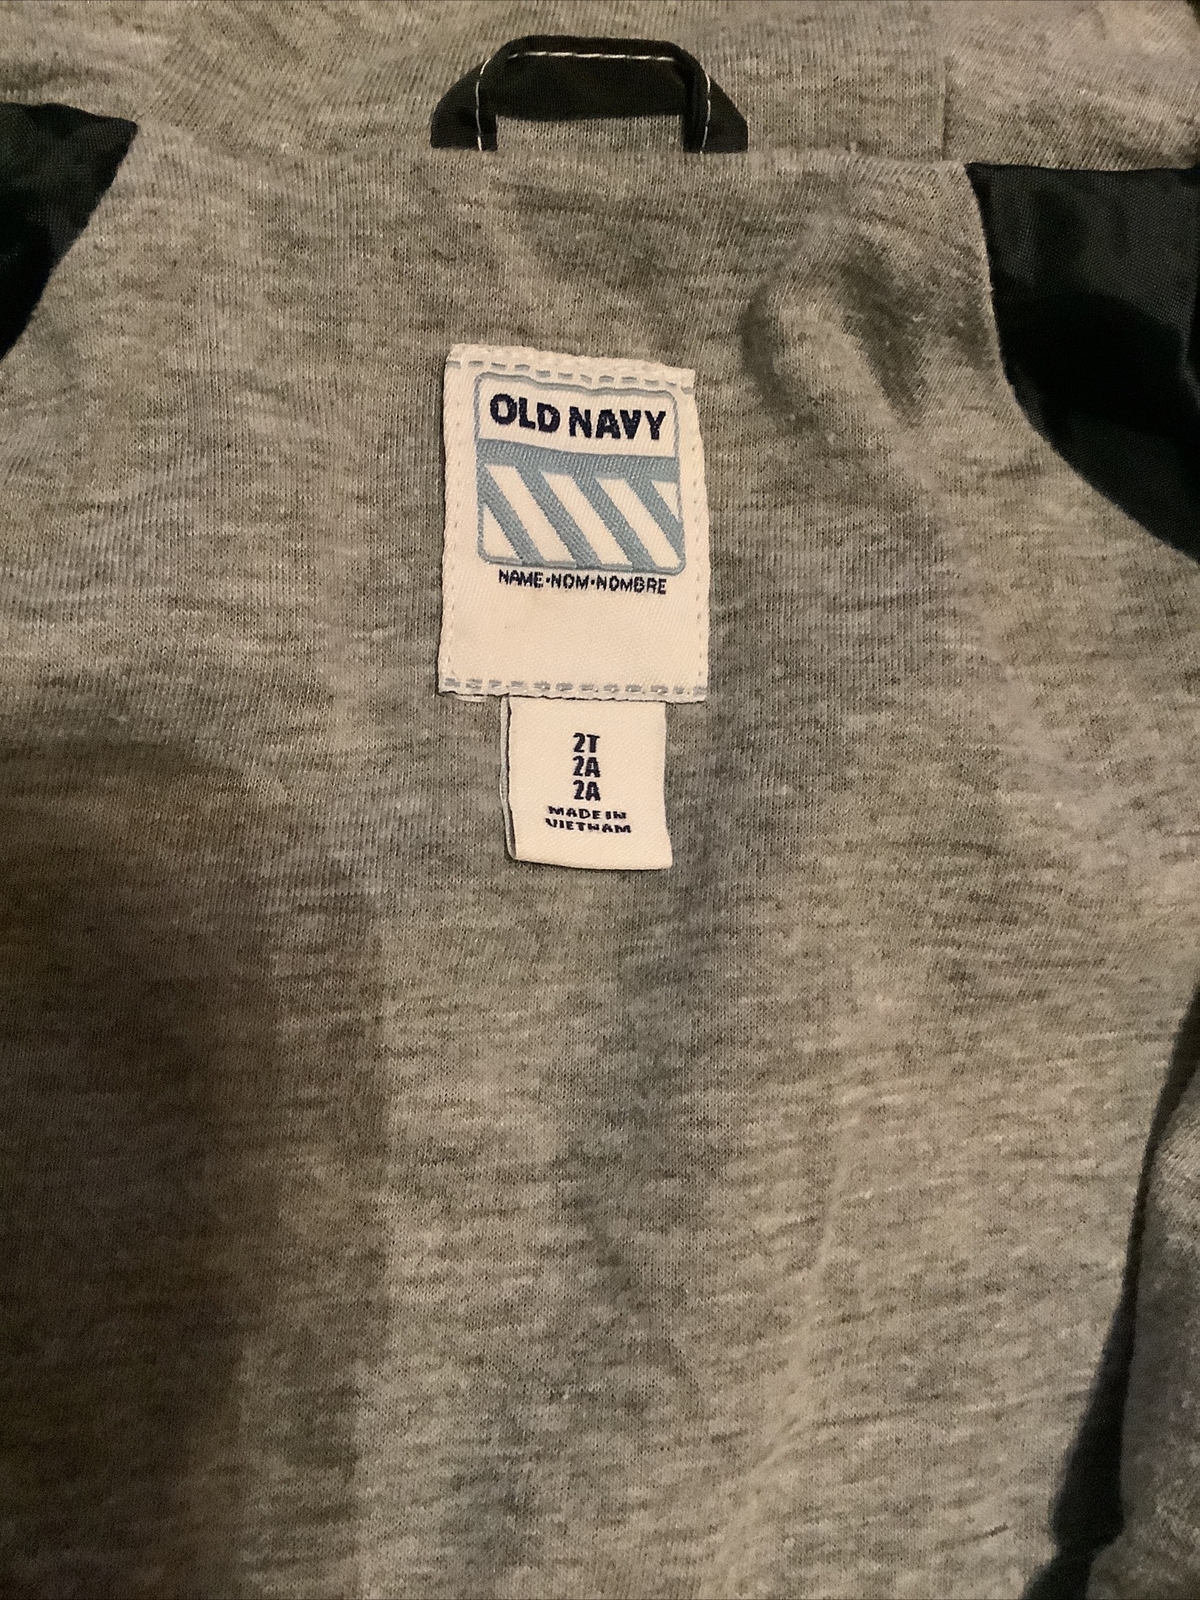 OLD NAVY
NAME•NOM•NOMBRE
2T
2A
2A
MADE IN
VIETNAM